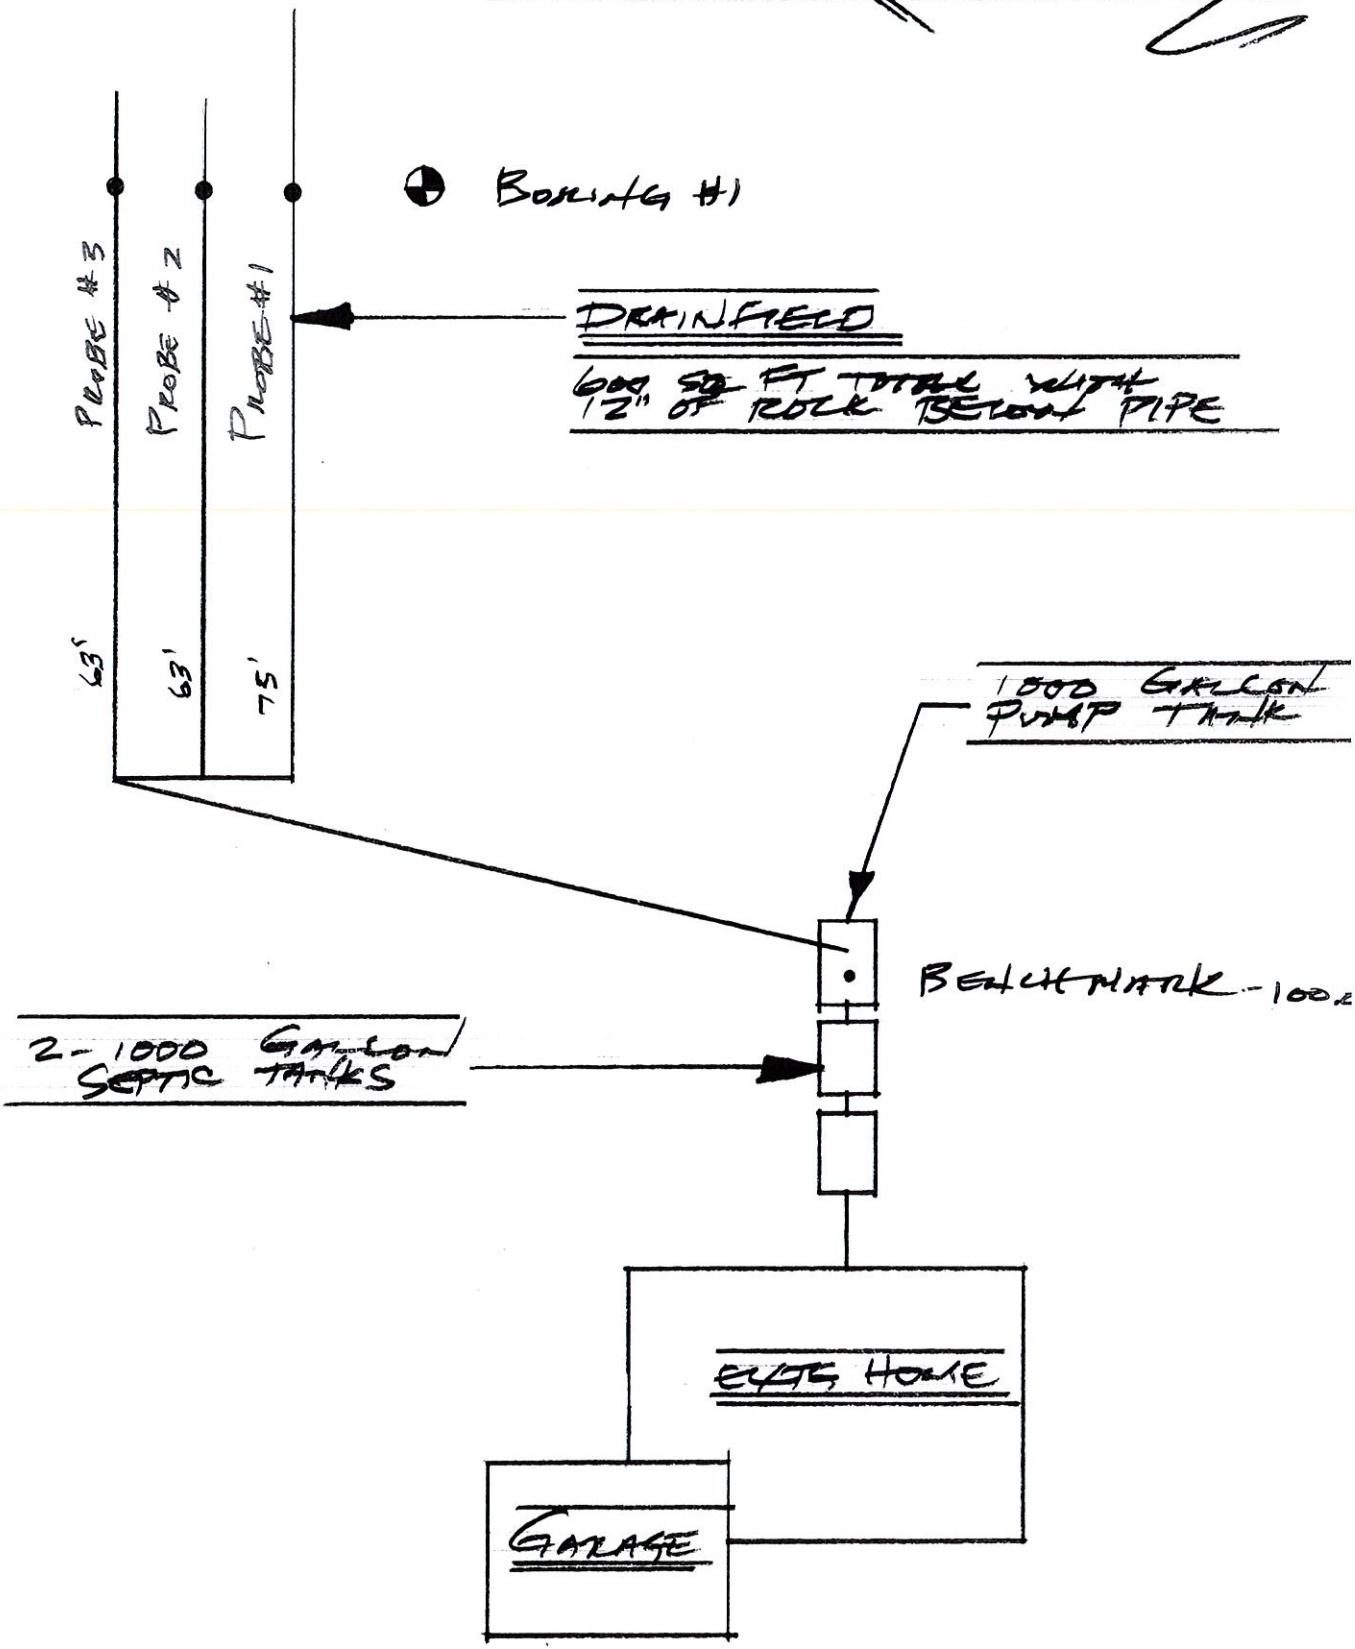 BORING #1
PROBE #3
PROBE #2
PROBE #1
DRAINFIELD
600 SQ FT TOTAL WITH
12" OF ROCK BELOW PIPE
63'
63'
75'
1000 GALLON
PUMP TANK
BENCHMARK - 100.
2-1000 GALLON
SEPTIC TANKS
HOME
GARAGE